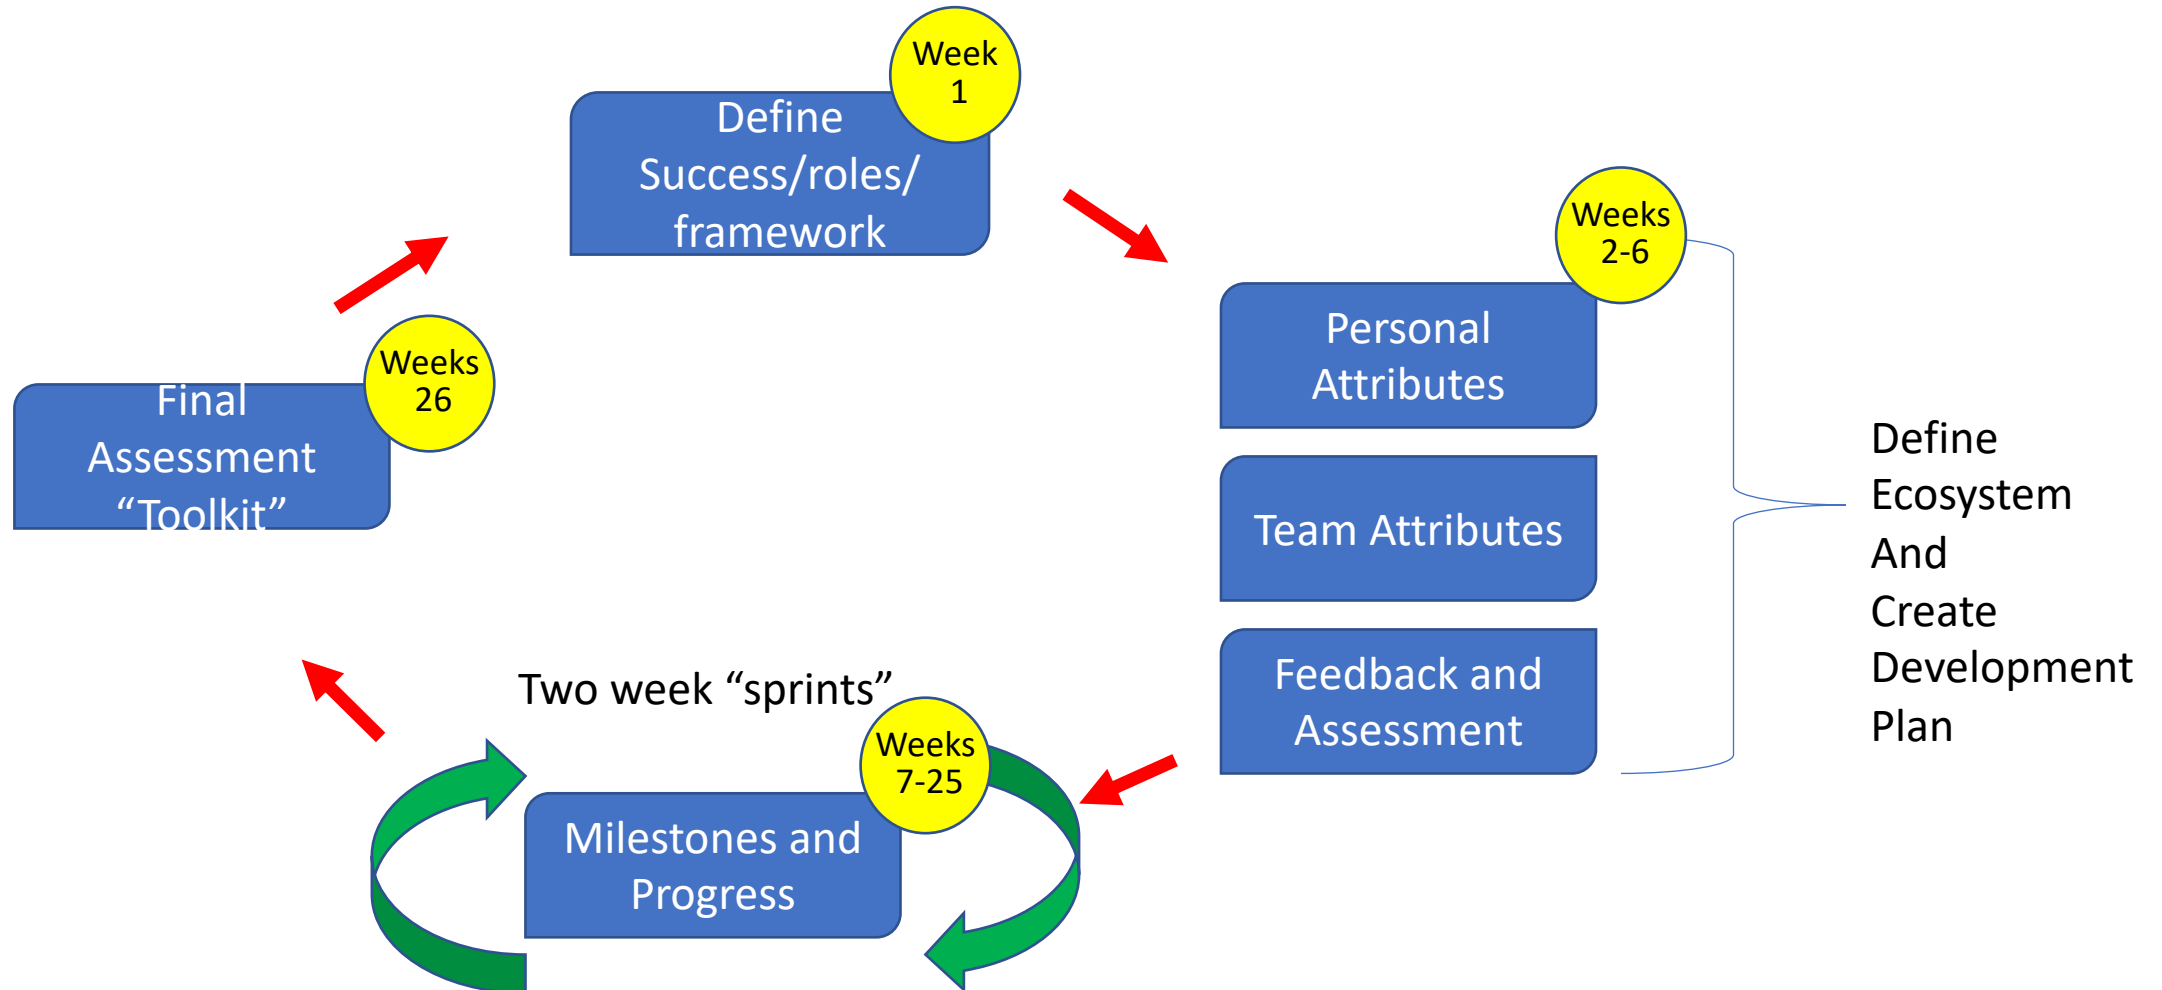 Week
1
Define
Success/roles/
framework
Weeks
2-6
Personal
Attributes
Team Attributes
Feedback and
Assessment
Define
Ecosystem
And
Create
Development
Plan
Two week “sprints”
Weeks
7-25
Milestones and
Progress
Weeks
26
Final
Assessment
“Toolkit”